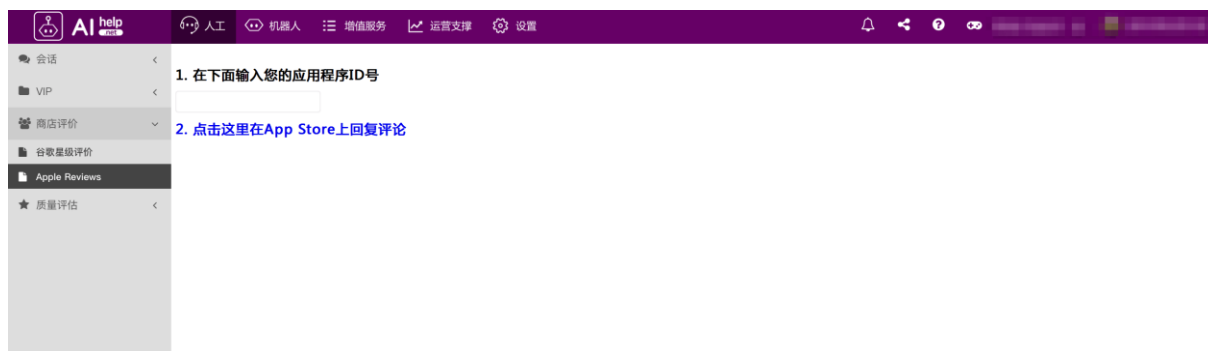 AI help .net 人工 机器人 增值服务 运营支撑 设置
会话
VIP
商店评价
谷歌星级评价
Apple Reviews
质量评估
1. 在下面输入您的应用程序ID号
2. 点击这里在App Store上回复评论